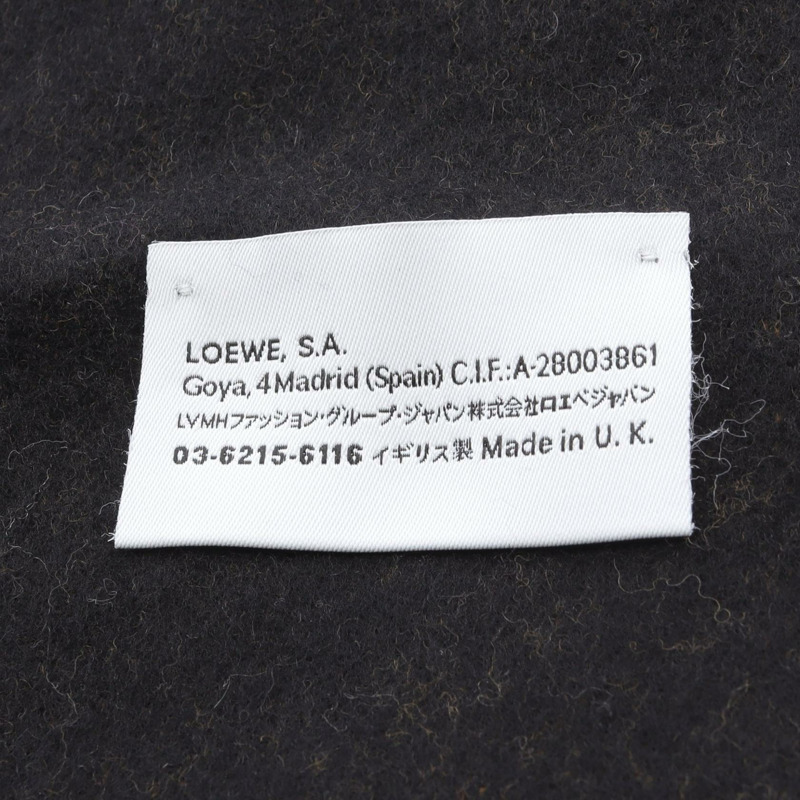 LOEWE, S.A.
Goya, 4 Madrid (Spain) C.I.F.:A-28003861
LVMHファッション・グループ・ジャパン株式会社ロエベジャパン
03-6215-6116 イギリス製 Made in U. K.